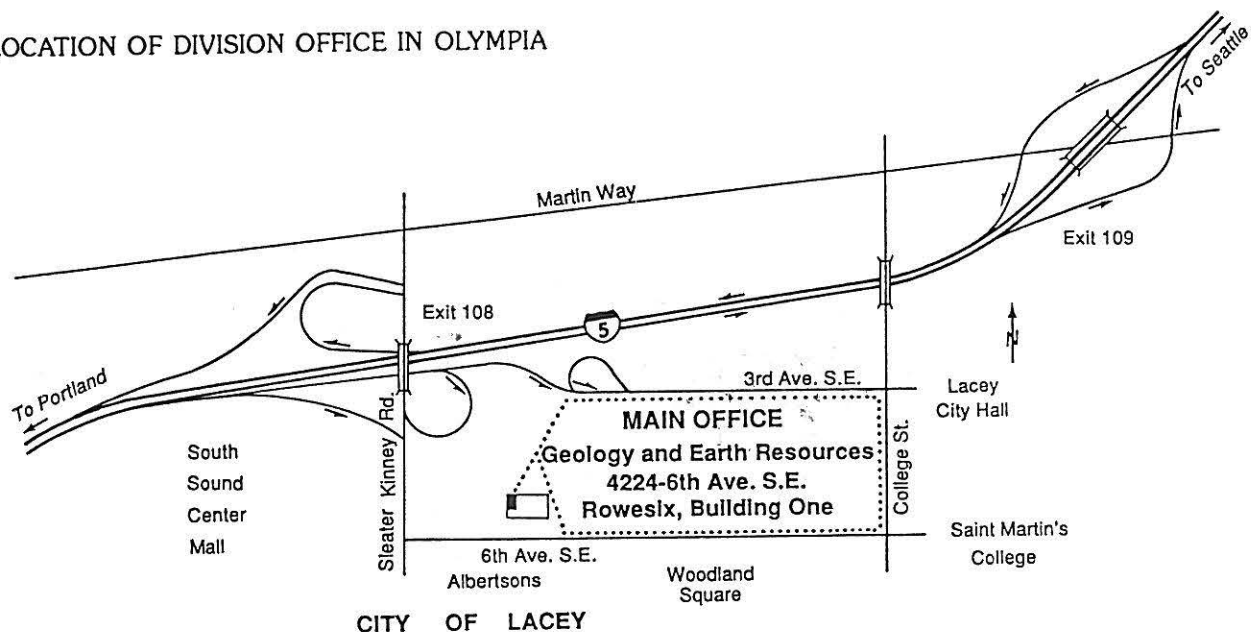 LOCATION OF DIVISION OFFICE IN OLYMPIA
To Seattle
Martin Way
Exit 109
Exit 108
5
N
To Portland
3rd Ave. S.E.
Lacey
City Hall
MAIN OFFICE
Geology and Earth Resources
4224-6th Ave. S.E.
Rowesix, Building One
South
Sound
Center
Mall
Sleater Kinney Rd.
College St.
Saint Martin's
College
6th Ave. S.E.
Albertsons
Woodland
Square
CITY OF LACEY